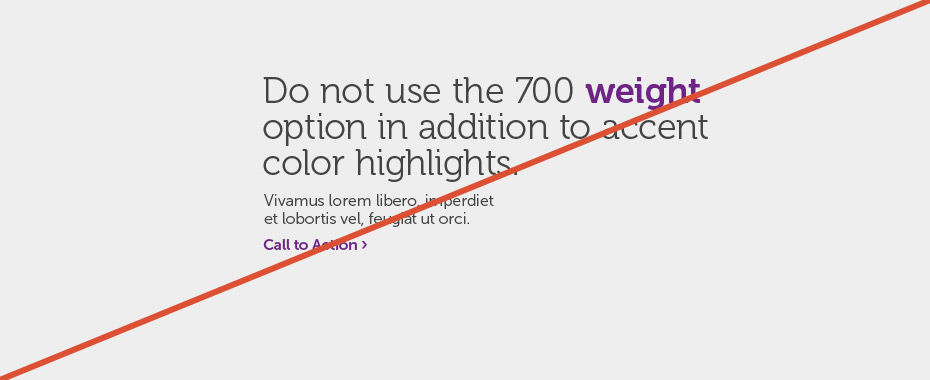 Do not use the 700 weight
option in addition to accent
color highlights.
Vivamus lorem libero, imperdiet
et lobortis vel, feugiat ut orci.
Call to Action ›